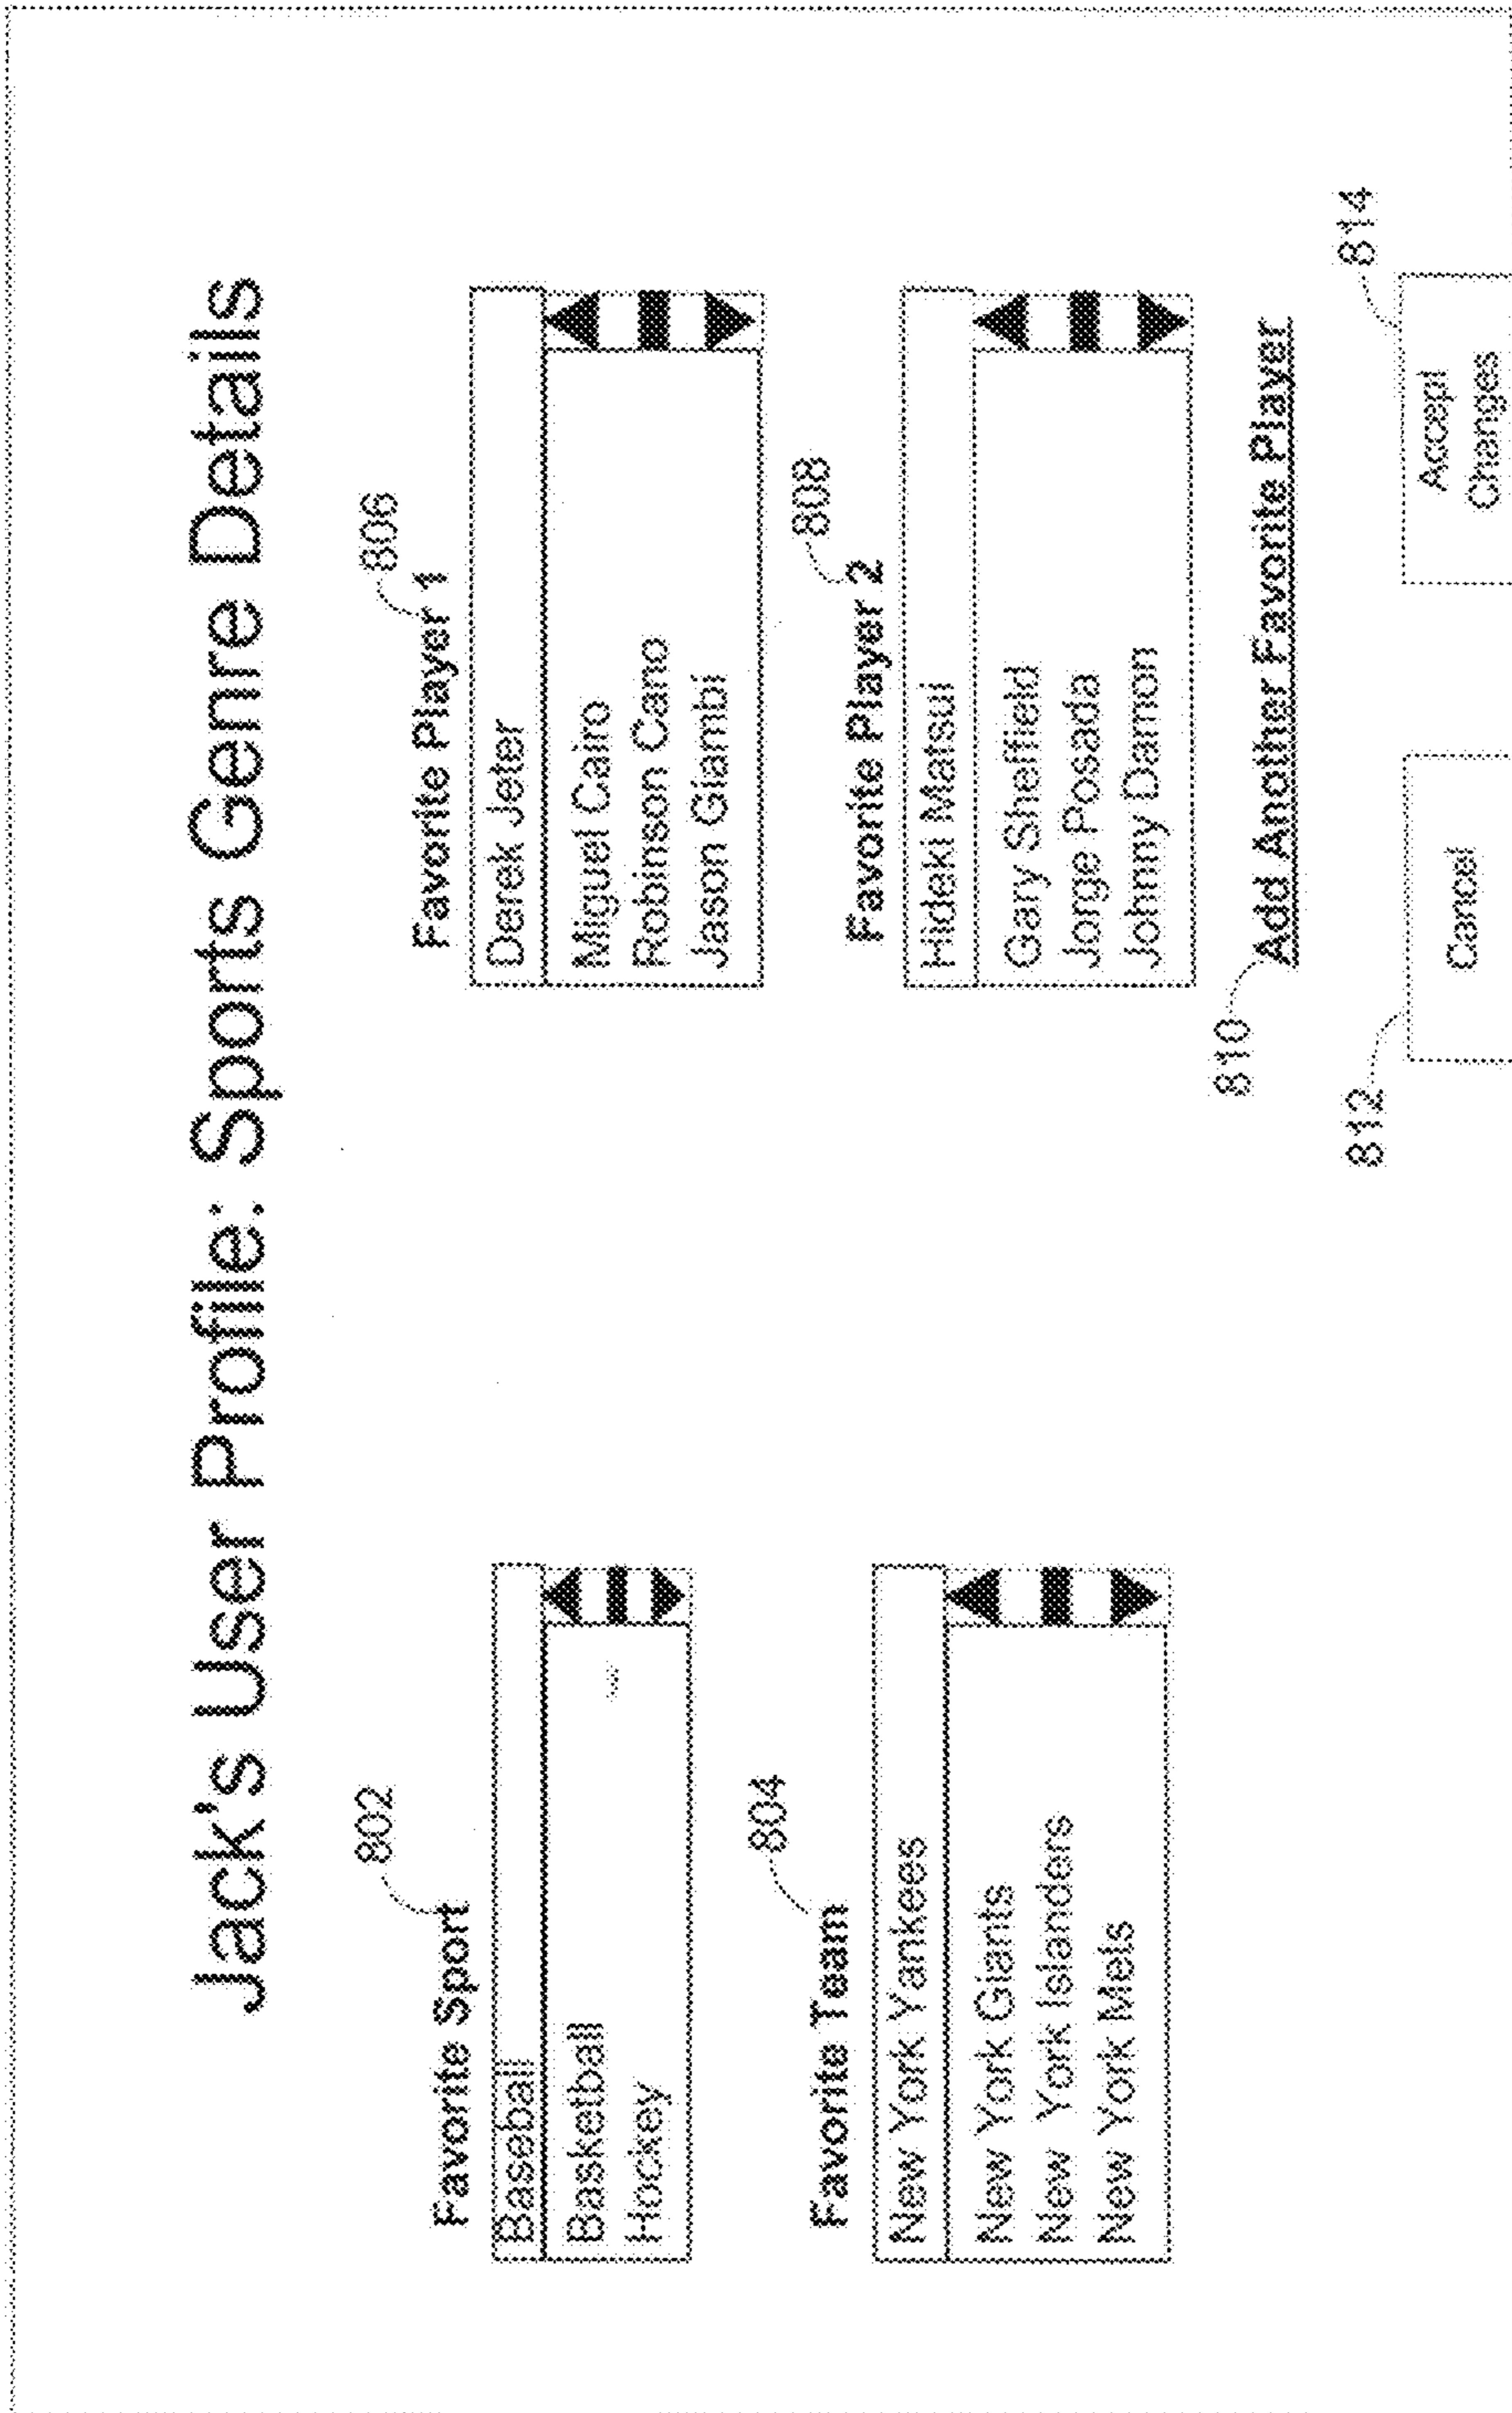 Jack's User Profile: Sports Genre Details
802
Favorite Sport
Baseball
Basketball
Hockey
804
Favorite Team
New York Yankees
New York Giants
New York Islanders
New York Mets
806
Favorite Player 1
Derek Jeter
Miguel Cairo
Robinson Cano
Jason Giambi
808
Favorite Player 2
Hideki Matsui
Gary Sheffield
Jorge Posada
Johnny Damon
810
Add Another Favorite Player
812
Cancel
814
Accept
Changes